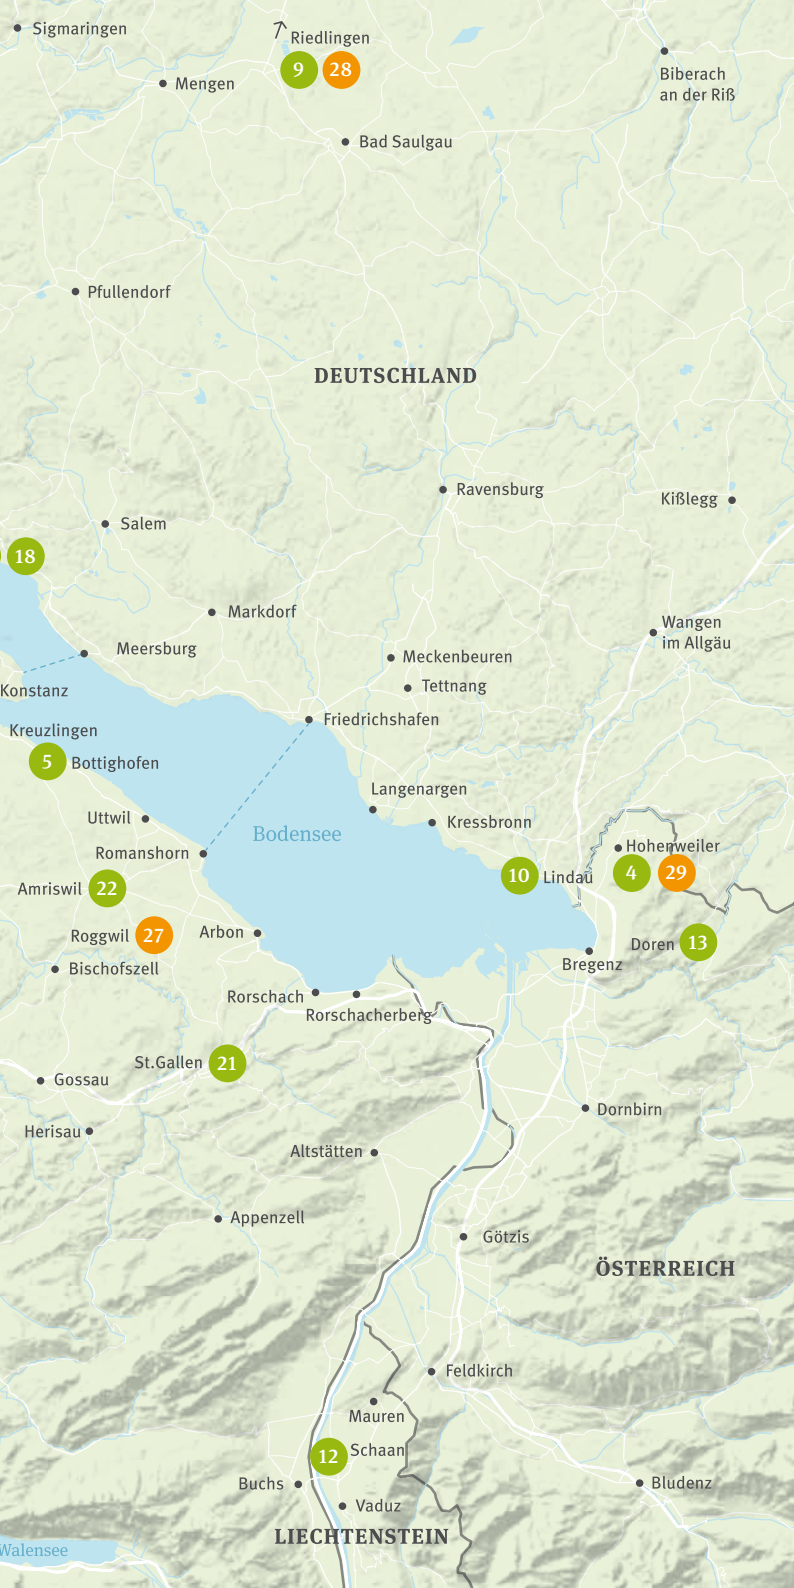 Sigmaringen
Riedlingen
9 28
Biberach
an der Riß
Mengen
Bad Saulgau
Pfullendorf
DEUTSCHLAND
Ravensburg
Kißlegg
Salem
18
Markdorf
Wangen
im Allgäu
Meersburg
Meckenbeuren
Tettnang
Konstanz
Friedrichshafen
Kreuzlingen
5 Bottighofen
Langenargen
Uttwil
Kressbronn
Bodensee
Romanshorn
Hohenweiler
4 29
10 Lindau
Amriswil 22
Roggwil 27
Arbon
Doren 13
Bischofszell
Bregenz
Rorschach
Rorschacherberg
St.Gallen 21
Gossau
Dornbirn
Herisau
Altstätten
Appenzell
Götzis
ÖSTERREICH
Feldkirch
Mauren
12 Schaan
Buchs
Bludenz
Vaduz
LIECHTENSTEIN
Walensee